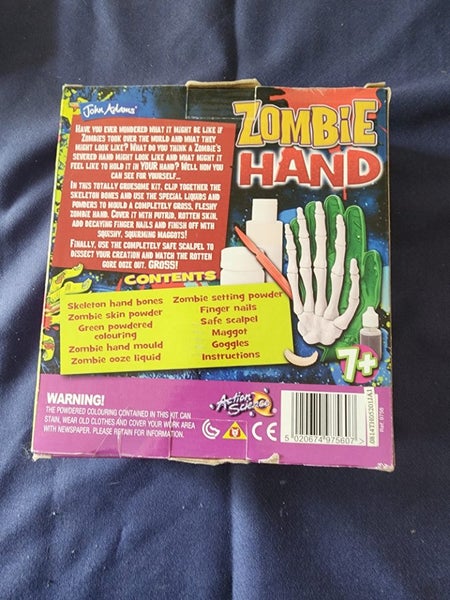 John Adams
ZOMBIE
HAND
HAVE YOU EVER WONDERED WHAT IT MIGHT BE LIKE IF
ZOMBIES TOOK OVER THE WORLD AND WHAT THEY
MIGHT LOOK LIKE? WHAT DO YOU THINK A ZOMBIE'S
SEVERED HAND MIGHT LOOK LIKE AND WHAT MIGHT IT
FEEL LIKE TO HOLD IT IN YOUR HAND? WELL NOW YOU
CAN SEE FOR YOURSELF...
IN THIS TOTALLY GRUESOME KIT, CLIP TOGETHER THE
SKELETON BONES AND USE THE SPECIAL LIQUIDS AND
POWDERS TO MOULD A COMPLETELY GROSS, FLESHY
ZOMBIE HAND. COVER IT WITH PUTRID, ROTTEN SKIN,
ADD DECAYING FINGER NAILS AND FINISH OFF WITH
SQUISHY, SQUIRMING MAGGOTS!
FINALLY, USE THE COMPLETELY SAFE SCALPEL TO
DISSECT YOUR CREATION AND WATCH THE ROTTEN
GORE OOZE OUT. GROSS!
CONTENTS
Skeleton hand bones
Zombie skin powder
Green powdered
colouring
Zombie hand mould
Zombie ooze liquid
Zombie setting powder
Finger nails
Safe scalpel
Maggot
Goggles
Instructions
7+
WARNING!
THE POWDERED COLOURING CONTAINED IN THIS KIT CAN
STAIN, WEAR OLD CLOTHES AND COVER YOUR WORK AREA
WITH NEWSPAPER. PLEASE RETAIN FOR INFORMATION.
Action
Science
CE
5 020674 975607 >